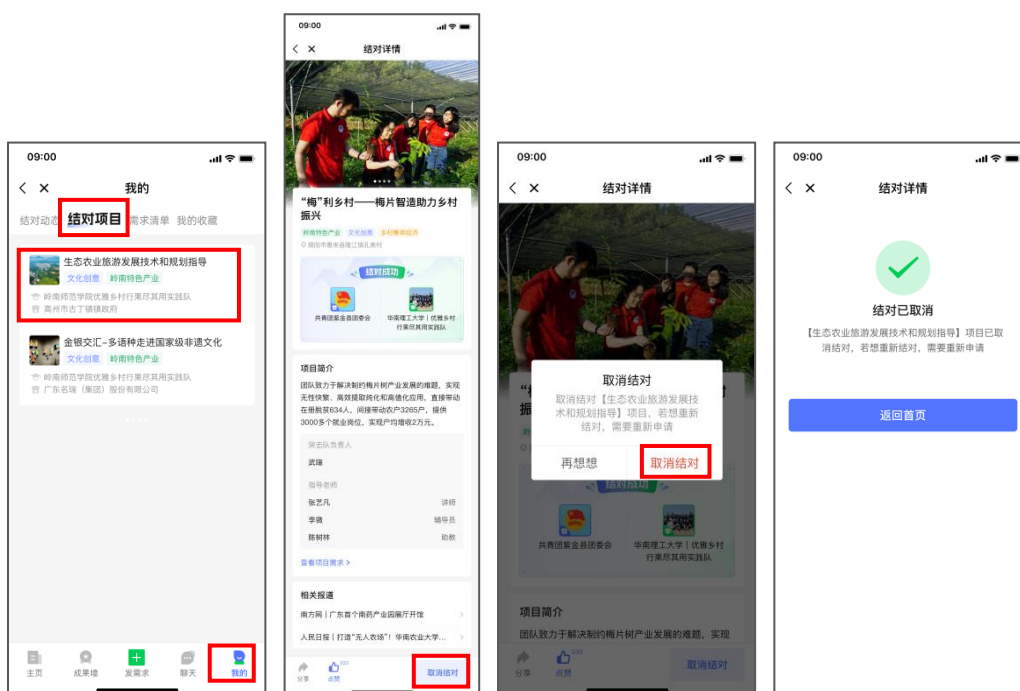 09:00
我的
结对动态 结对项目 需求清单 我的收藏
生态农业旅游发展技术和规划指导
文化创意 岭南特色产业
岭南师范学院优雅乡村行果尽其用实践队
高州市古丁镇镇政府
金银交汇-多语种走进国家级非遗文化
文化创意 岭南特色产业
岭南师范学院优雅乡村行果尽其用实践队
广东名瑞（集团）股份有限公司
主页 成果墙 发需求 聊天 我的
09:00
结对详情
“梅”利乡村——梅片智造助力乡村
振兴
岭南特色产业 文化创意 乡村集体经济
揭阳市惠来县隆江镇孔美村
结对成功
共青团紫金县团委会
华南理工大学｜优雅乡村
行果尽其用实践队
项目简介
团队致力于解决制约梅片树产业发展的难题，实现
无性快繁、高效提取纯化和高值化应用，直接带动
在册脱贫634人，间接带动农户3265户，提供
3000多个就业岗位，实现户均增收2万元。
突击队负责人
武瑞
指导老师
张艺凡 讲师
李微 辅导员
陈树林 助教
查看项目需求 >
相关报道
南方网｜广东首个南药产业园展厅开馆 >
人民日报｜打造“无人农场”！华南农业大学... >
分享 点赞 233 取消结对
09:00
结对详情
取消结对
取消结对【生态农业旅游发展技
术和规划指导】项目，若想重新
结对，需要重新申请
再想想 取消结对
结对成功
共青团紫金县团委会
华南理工大学｜优雅乡村
行果尽其用实践队
项目简介
团队致力于解决制约梅片树产业发展的难题，实现
分享 点赞 233 取消结对
09:00
结对详情
结对已取消
【生态农业旅游发展技术和规划指导】项目已取
消结对，若想重新结对，需要重新申请
返回首页